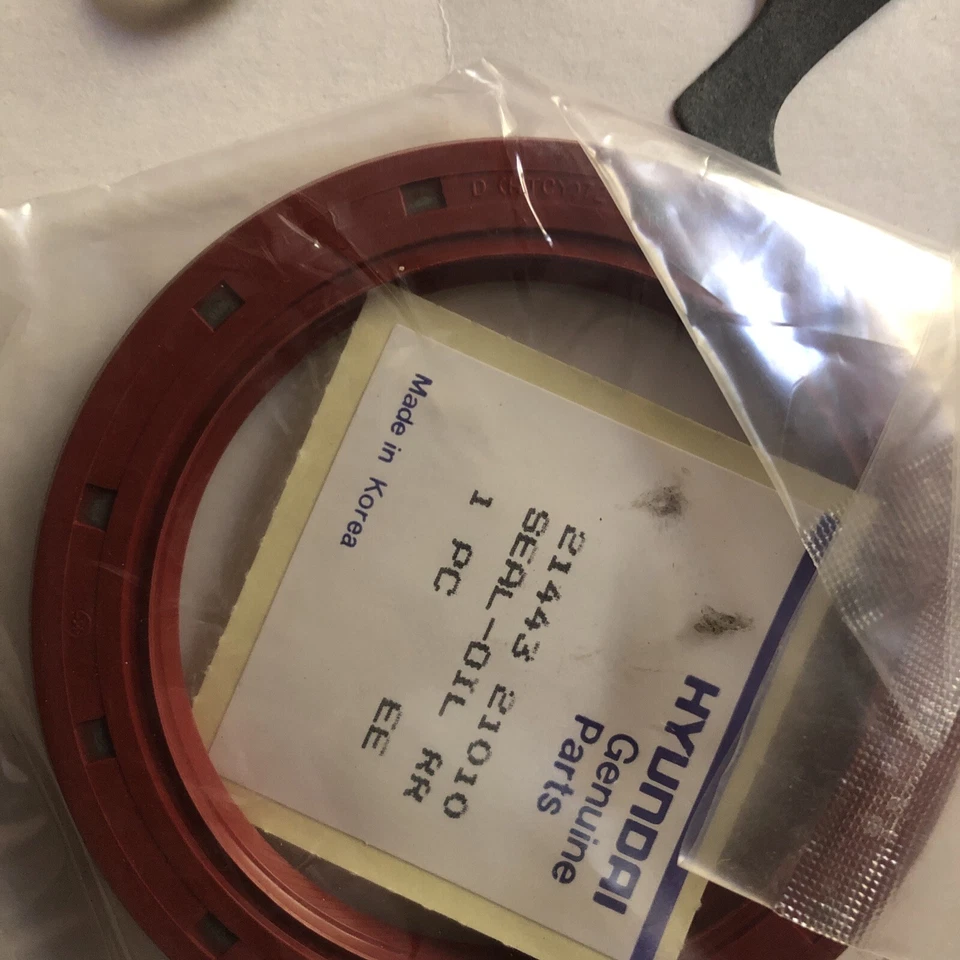 HYUNDAI
Genuine
Parts
21443 21010
SEAL-OIL RR
1 PC EE
Made in Korea